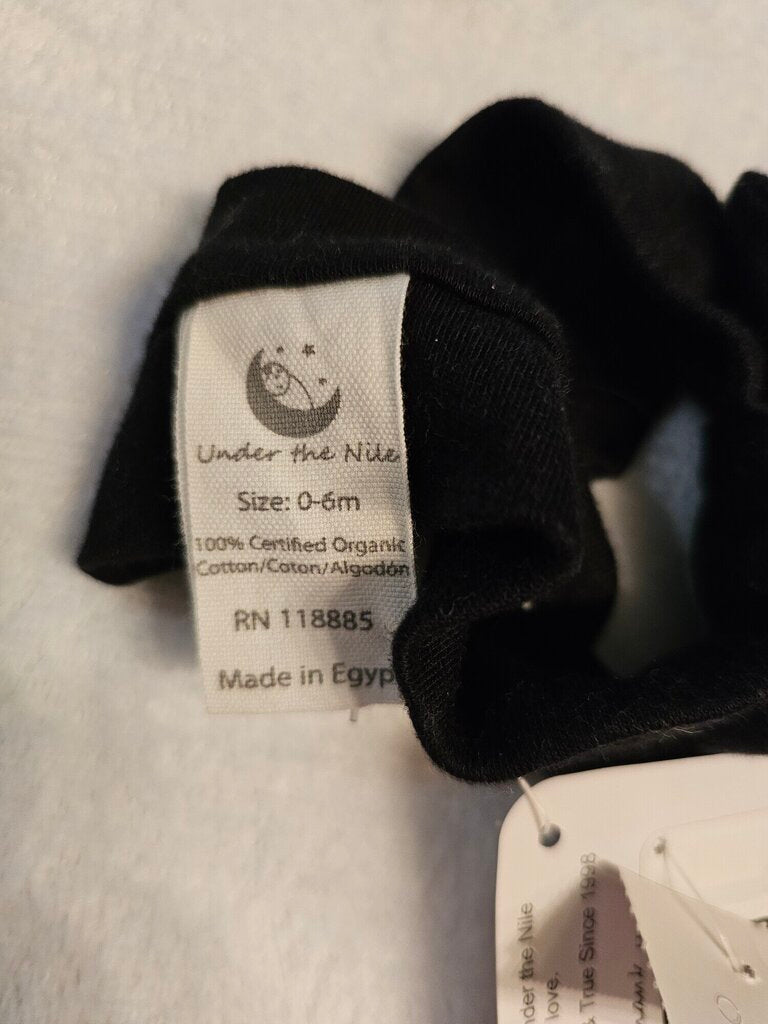 Under the Nile
Size: 0-6m
100% Certified Organic
Cotton/Coton/Algodón
RN 118885
Made in Egyp
nder the Nile
love.
& True Since 1998